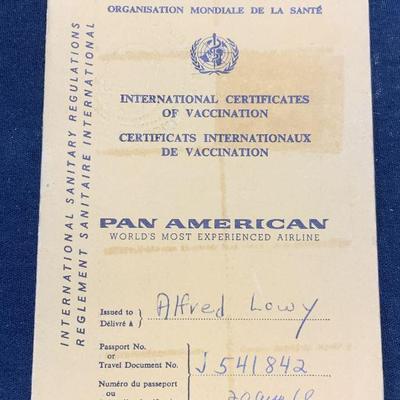 ORGANISATION MONDIALE DE LA SANTÉ
INTERNATIONAL SANITARY REGULATIONS
REGLEMENT SANITAIRE INTERNATIONAL
INTERNATIONAL CERTIFICATES
OF VACCINATION
CERTIFICATS INTERNATIONAUX
DE VACCINATION
PAN AMERICAN
WORLD'S MOST EXPERIENCED AIRLINE
Issued to
Délivré à
Alfred Lowy
Passport No.
or
Travel Document No.
J541842
Numéro du passeport
ou